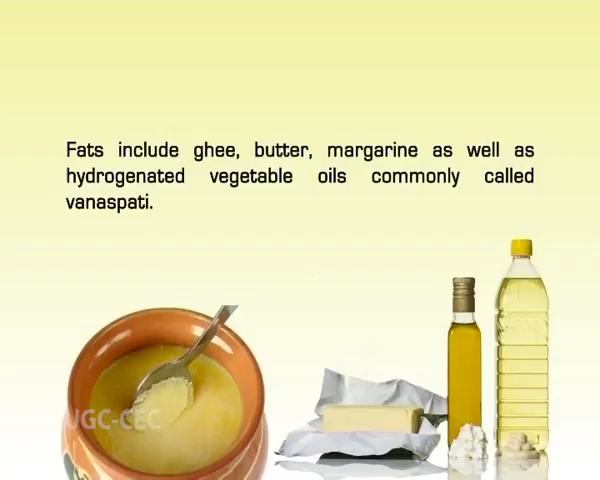 Fats include ghee, butter, margarine as well as
hydrogenated vegetable oils commonly called
vanaspati.
UGC-CEC